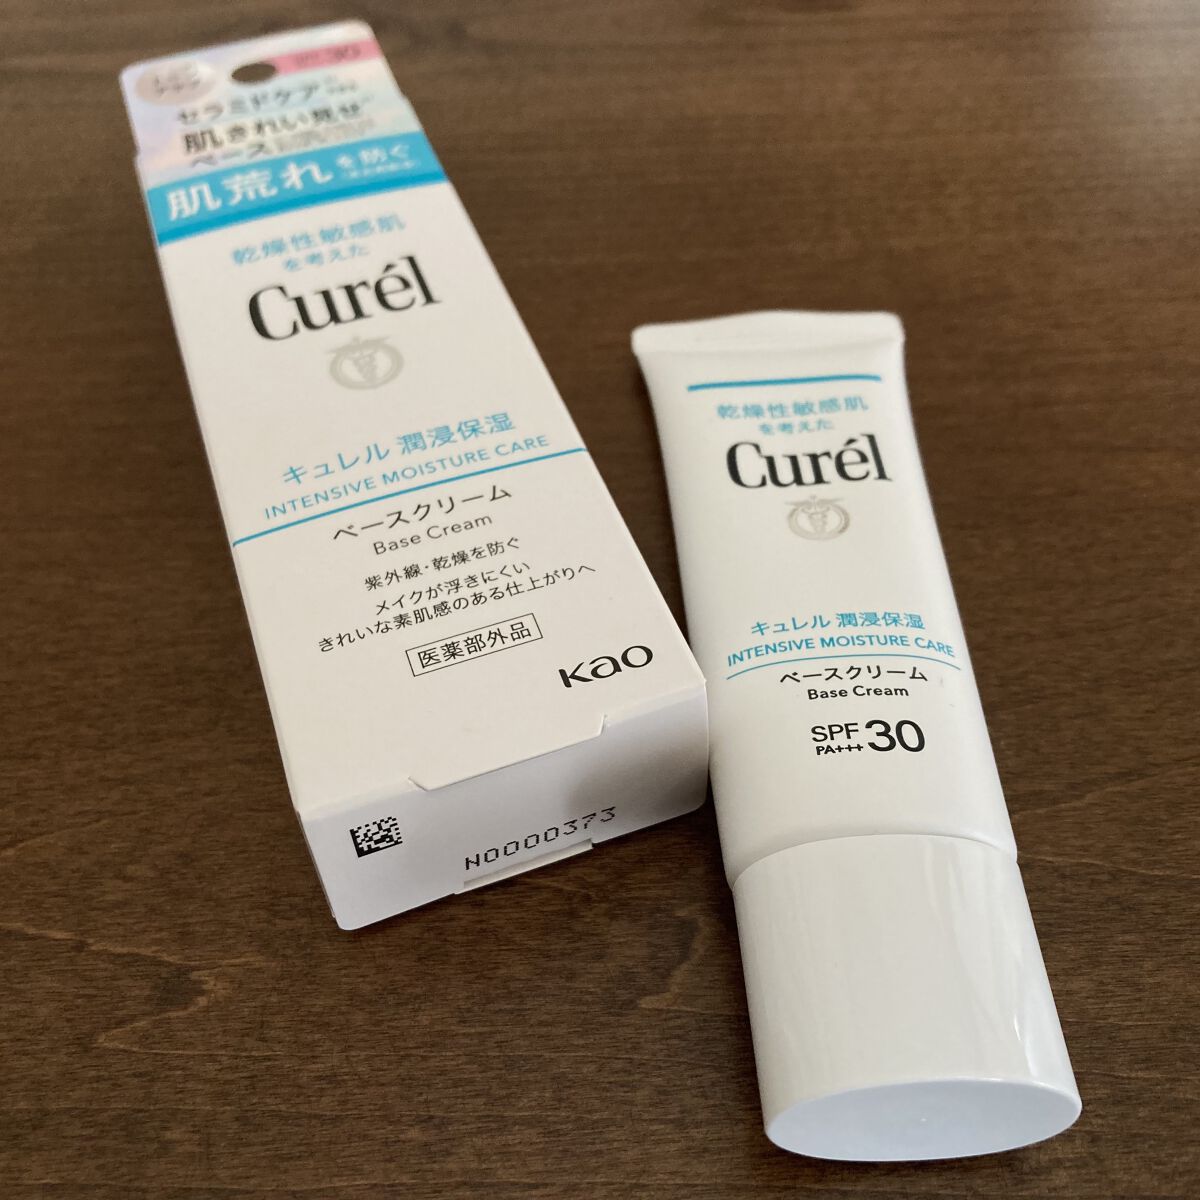 30
セラミドケア
肌きれい見せ
ベース
肌荒れを防ぐ
乾燥性敏感肌
を考えた
Curél
キュレル 潤浸保湿
INTENSIVE MOISTURE CARE
ベースクリーム
Base Cream
紫外線・乾燥を防ぐ
メイクが浮きにくい
きれいな素肌感のある仕上がりへ
医薬部外品
Kao
N0000373
乾燥性敏感肌
を考えた
Curél
キュレル 潤浸保湿
INTENSIVE MOISTURE CARE
ベースクリーム
Base Cream
SPF 30
PA+++